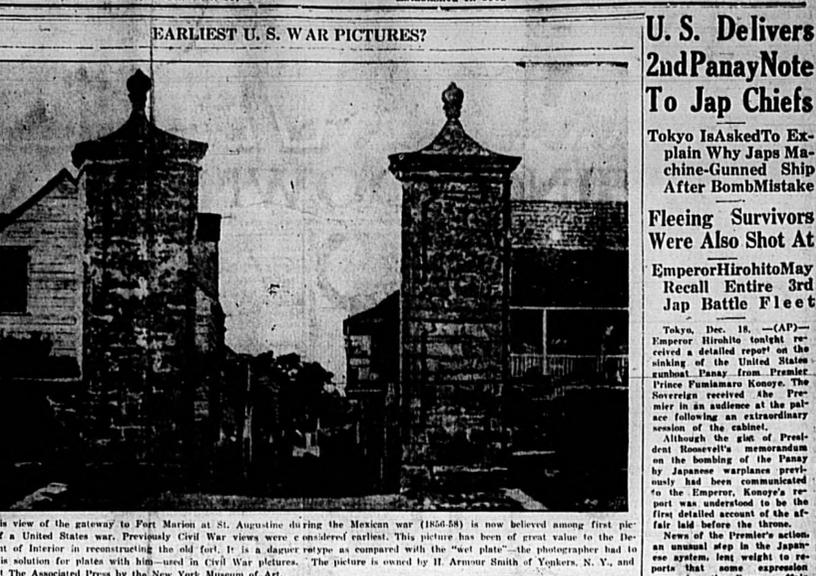 EARLIEST U. S. WAR PICTURES?
is view of the gateway to Fort Marion at St. Augustine during the Mexican war (1856-58) is now believed among first pic-
f a United States war. Previously Civil War views were considered earliest. This picture has been of great value to the De-
nt of Interior in reconstructing the old fort. It is a daguerrotype as compared with the "wet plate"—the photographer had to
is solution for plates with him—used in Civil War pictures. The picture is owned by H. Armour Smith of Yonkers, N. Y., and
t The Associated Press by the New York Museum of Art.
U. S. Delivers
2ndPanayNote
To Jap Chiefs
Tokyo IsAskedTo Ex-
plain Why Japs Ma-
chine-Gunned Ship
After BombMistake
Fleeing Survivors
Were Also Shot At
EmperorHirohitoMay
Recall Entire 3rd
Jap Battle Fleet
Tokyo, Dec. 18. —(AP)—
Emperor Hirohito tonight re-
ceived a detailed report on the
sinking of the United States
gunboat Panay from Premier
Prince Fumiamaro Konoye. The
Sovereign received the Pre-
mier in an audience at the pal-
ace following an extraordinary
session of the cabinet.
Although the gist of Presi-
dent Roosevelt's memorandum
on the bombing of the Panay
by Japanese warplanes previ-
ously had been communicated
to the Emperor, Konoye's re-
port was understood to be the
first detailed account of the af-
fair laid before the throne.
News of the Premier's action,
an unusual step in the Japan-
ese system, lent weight to re-
ports that some expression